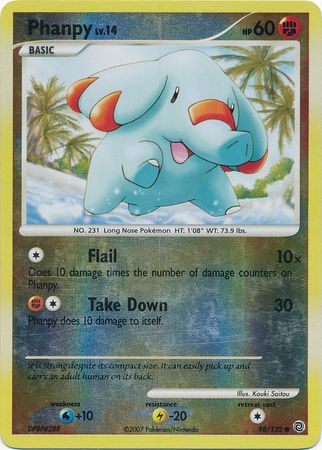 Phanpy LV.14 HP 60
BASIC
NO. 231 Long Nose Pokémon HT: 1'08" WT: 73.9 lbs.
Flail 10x
Does 10 damage times the number of damage counters on
Phanpy.
Take Down 30
Phanpy does 10 damage to itself.
It is strong despite its compact size. It can easily pick up and
carry an adult human on its back.
Illus. Kouki Saitou
weakness resistance retreat cost
+10 -20
DPBP#288 ©2007 Pokémon/Nintendo 98/132